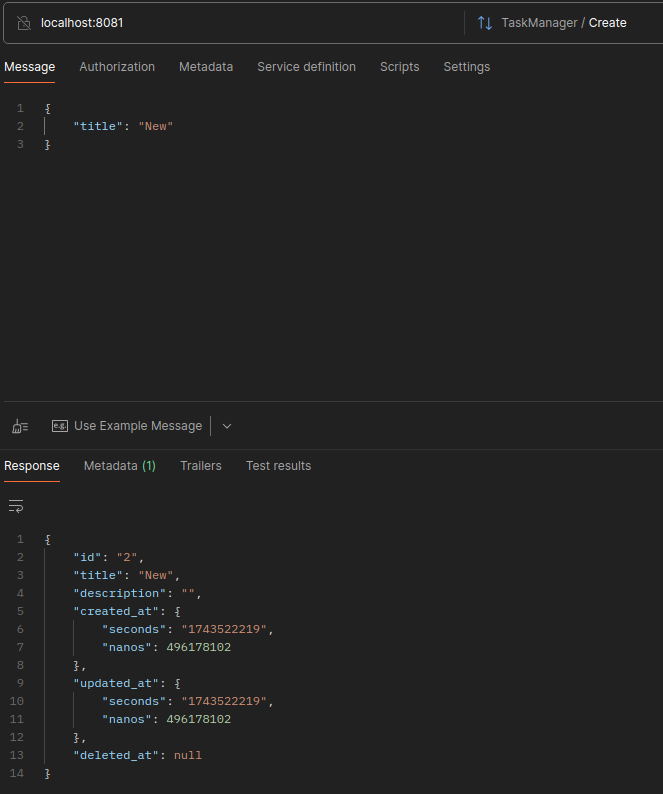 localhost:8081 TaskManager / Create
Message Authorization Metadata Service definition Scripts Settings
1 {
2 "title": "New"
3 }
e.g. Use Example Message
Response Metadata (1) Trailers Test results
1 {
2 "id": "2",
3 "title": "New",
4 "description": "",
5 "created_at": {
6 "seconds": "1743522219",
7 "nanos": 496178102
8 },
9 "updated_at": {
10 "seconds": "1743522219",
11 "nanos": 496178102
12 },
13 "deleted_at": null
14 }